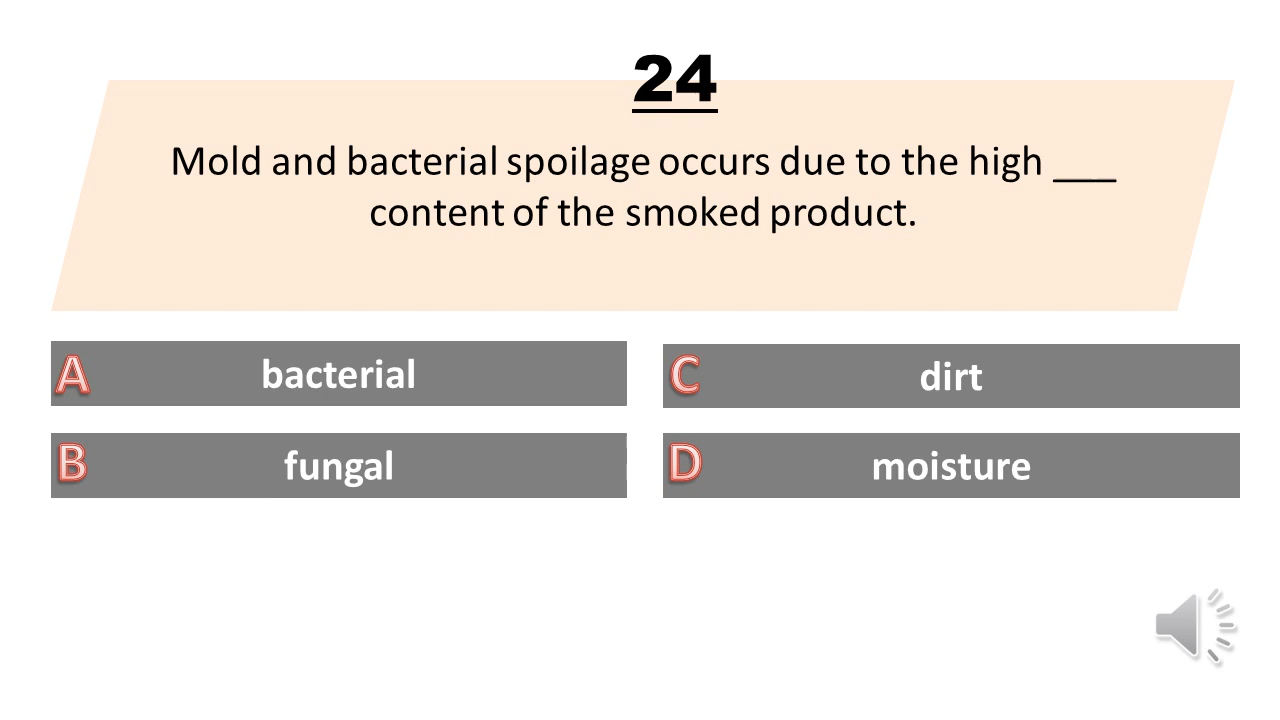 24
Mold and bacterial spoilage occurs due to the high ___
content of the smoked product.
A bacterial
C dirt
B fungal
D moisture